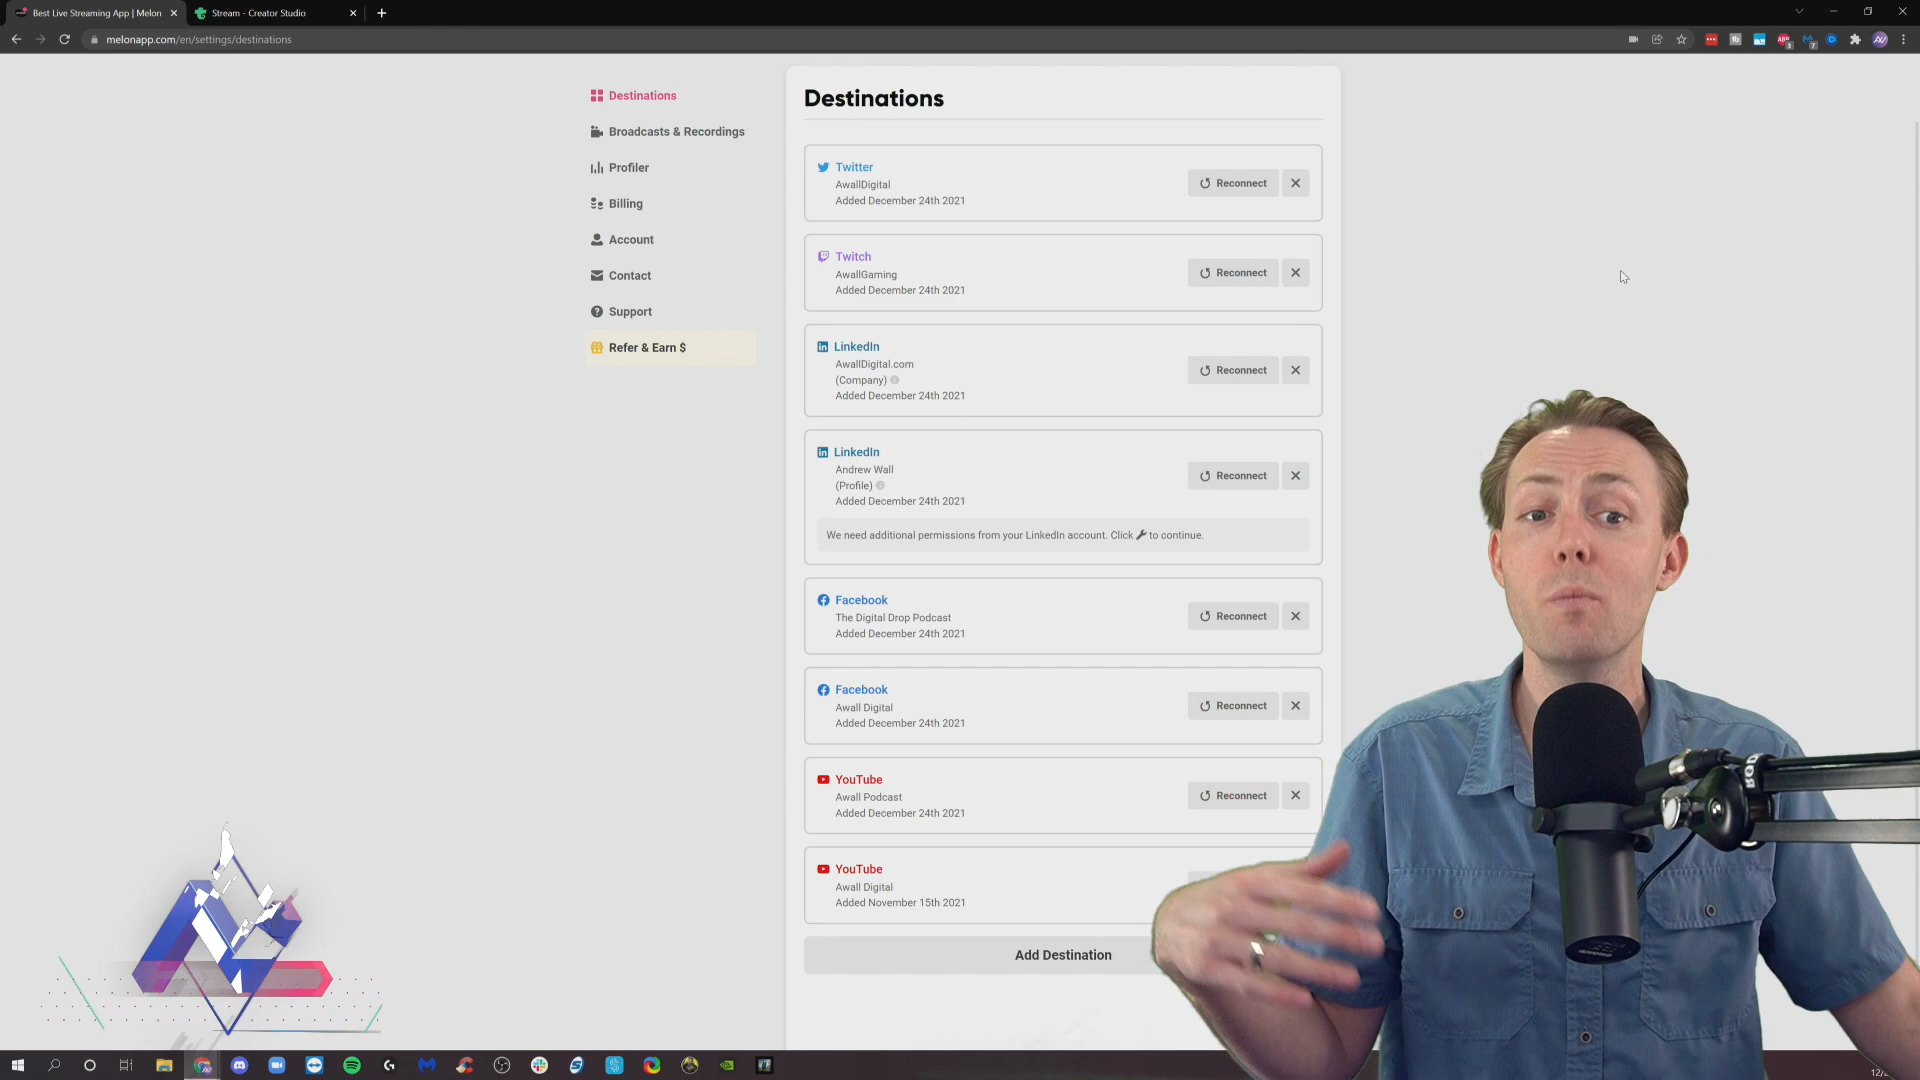 Best Live Streaming App | Melon
Stream - Creator Studio
melonapp.com/en/settings/destinations
Destinations
Broadcasts & Recordings
Profiler
Billing
Account
Contact
Support
Refer & Earn $
Destinations
Twitter
AwallDigital
Added December 24th 2021
Reconnect
Twitch
AwallGaming
Added December 24th 2021
Reconnect
LinkedIn
AwallDigital.com
(Company)
Added December 24th 2021
Reconnect
LinkedIn
Andrew Wall
(Profile)
Added December 24th 2021
Reconnect
We need additional permissions from your LinkedIn account. Click to continue.
Facebook
The Digital Drop Podcast
Added December 24th 2021
Reconnect
Facebook
Awall Digital
Added December 24th 2021
Reconnect
YouTube
Awall Podcast
Added December 24th 2021
Reconnect
YouTube
Awall Digital
Added November 15th 2021
Add Destination